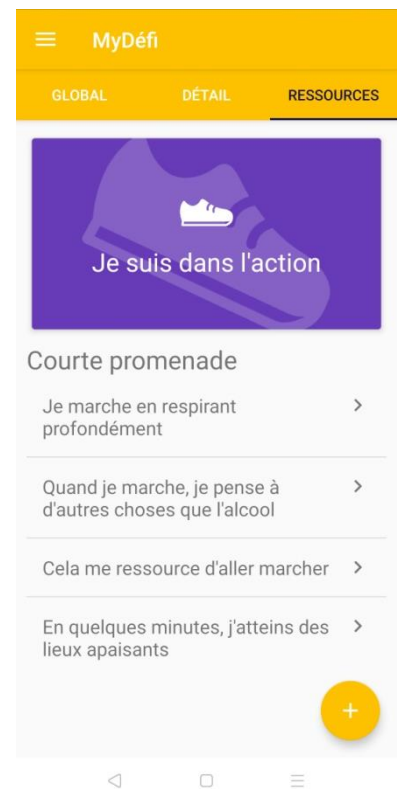 MyDéfi
GLOBAL DÉTAIL RESSOURCES
Je suis dans l'action
Courte promenade
Je marche en respirant
profondément
Quand je marche, je pense à
d'autres choses que l'alcool
Cela me ressource d'aller marcher
En quelques minutes, j'atteins des
lieux apaisants